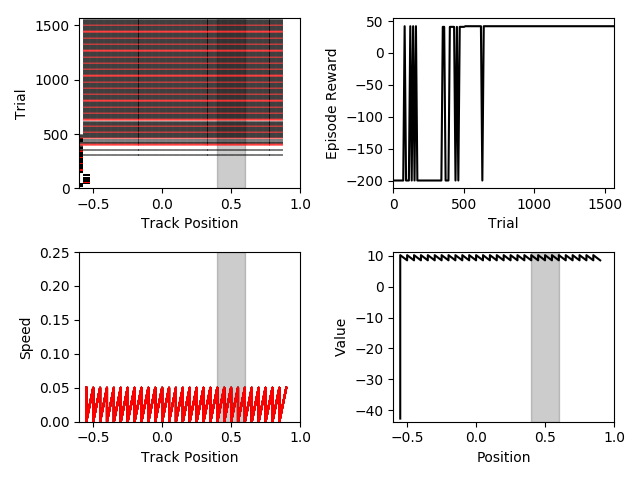 1500
1000
500
0
Trial
−0.5 0.0 0.5 1.0
Track Position
50
0
−50
−100
−150
−200
Episode Reward
0 500 1000 1500
Trial
0.25
0.20
0.15
0.10
0.05
0.00
Speed
−0.5 0.0 0.5 1.0
Track Position
10
0
−10
−20
−30
−40
Value
−0.5 0.0 0.5 1.0
Position